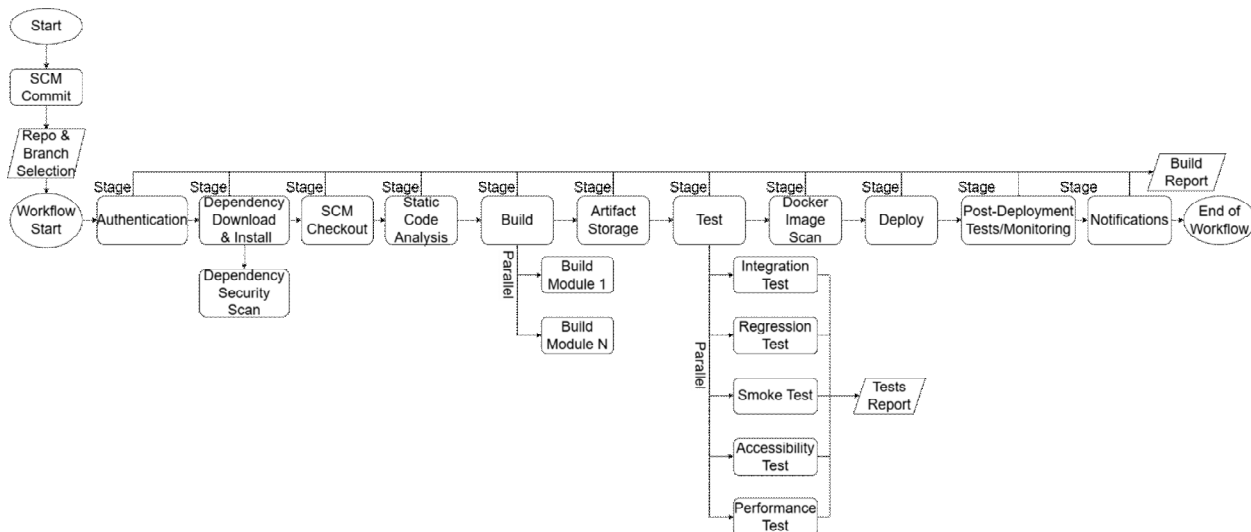 Start
SCM
Commit
Repo &
Branch
Selection
Workflow
Start
Stage
Authentication
Stage
Dependency
Download
& Install
Dependency
Security
Scan
Stage
SCM
Checkout
Stage
Static
Code
Analysis
Stage
Build
Parallel
Build
Module 1
Build
Module N
Stage
Artifact
Storage
Stage
Test
Parallel
Integration
Test
Regression
Test
Smoke Test
Accessibility
Test
Performance
Test
Tests
Report
Stage
Docker
Image
Scan
Stage
Deploy
Stage
Post-Deployment
Tests/Monitoring
Stage
Notifications
Build
Report
End of
Workflow